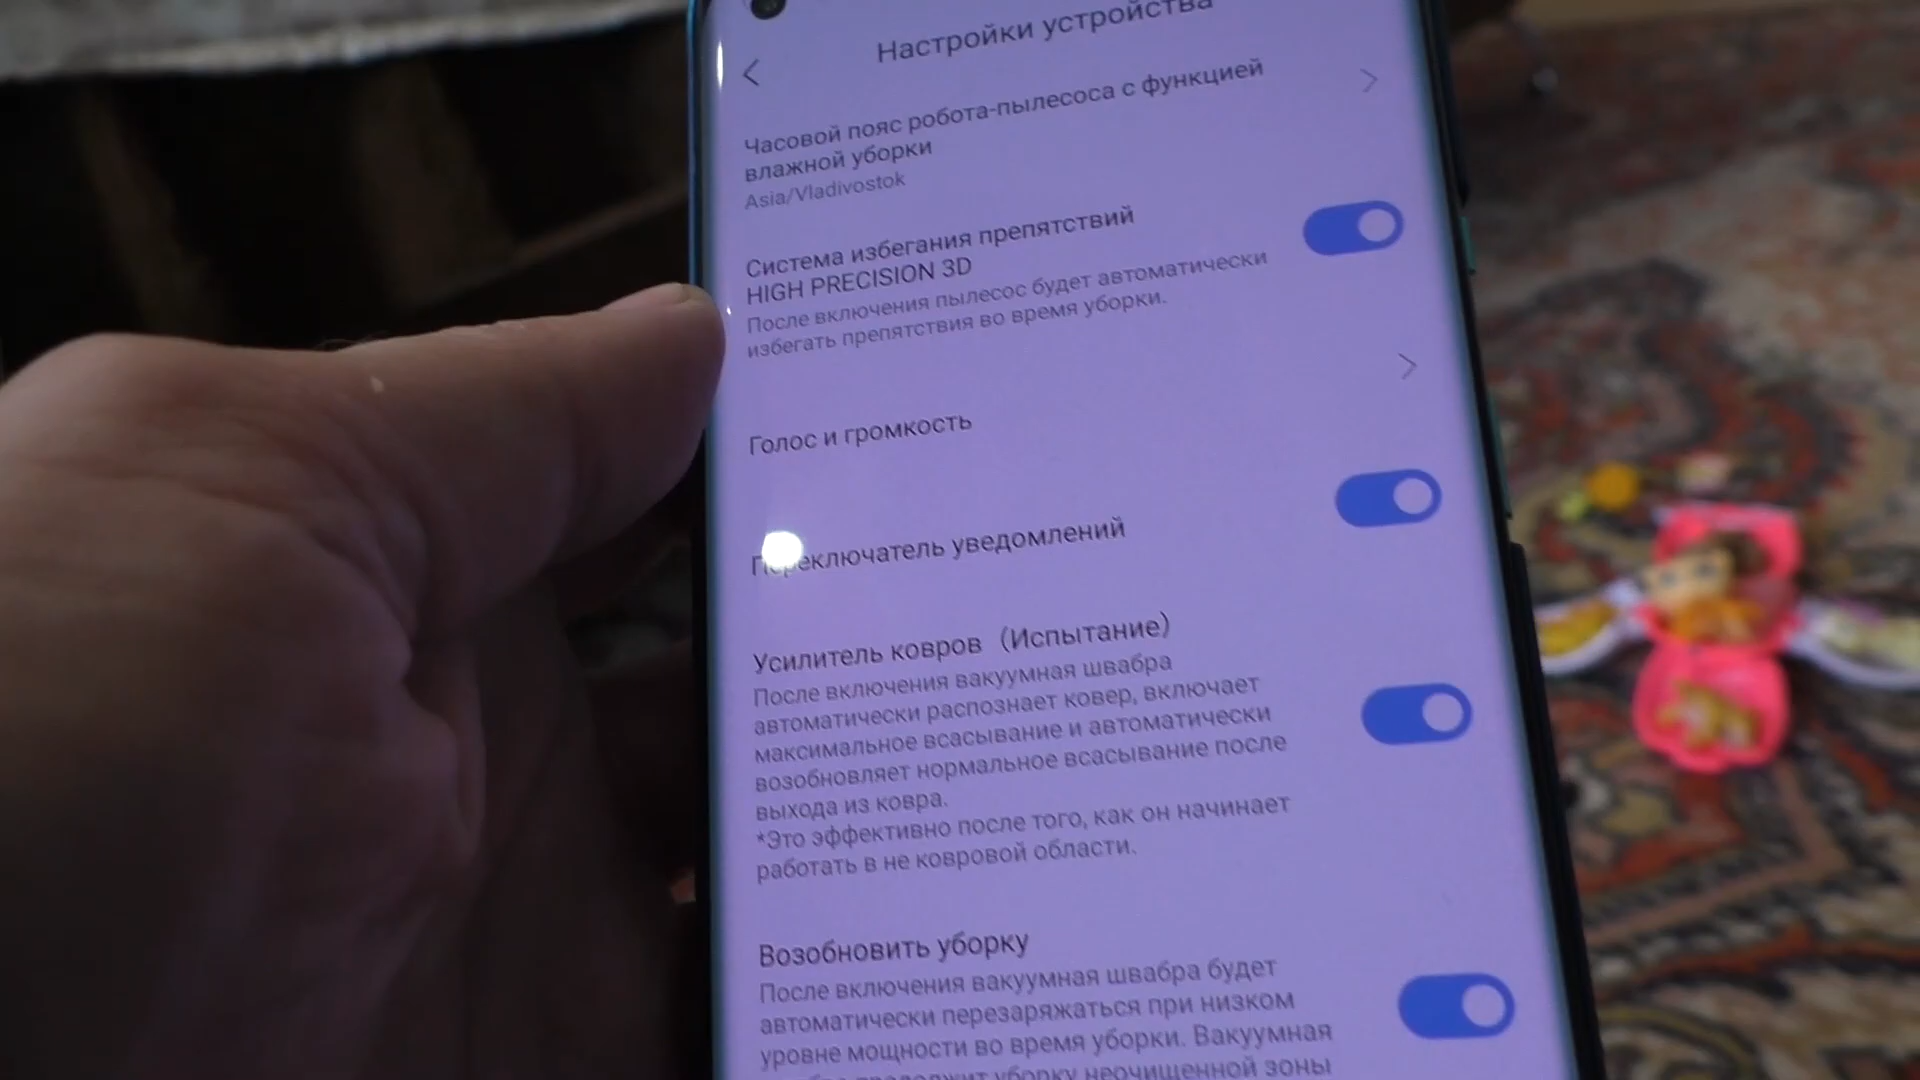 Настройки устройства
Часовой пояс робота-пылесоса с функцией
влажной уборки
Asia/Vladivostok
Система избегания препятствий
HIGH PRECISION 3D
После включения пылесос будет автоматически
избегать препятствия во время уборки.
Голос и громкость
Переключатель уведомлений
Усилитель ковров（Испытание）
После включения вакуумная швабра
автоматически распознает ковер, включает
максимальное всасывание и автоматически
возобновляет нормальное всасывание после
выхода из ковра.
*Это эффективно после того, как он начинает
работать в не ковровой области.
Возобновить уборку
После включения вакуумная швабра будет
автоматически перезаряжаться при низком
уровне мощности во время уборки. Вакуумная
продолжит уборку неочищенной зоны